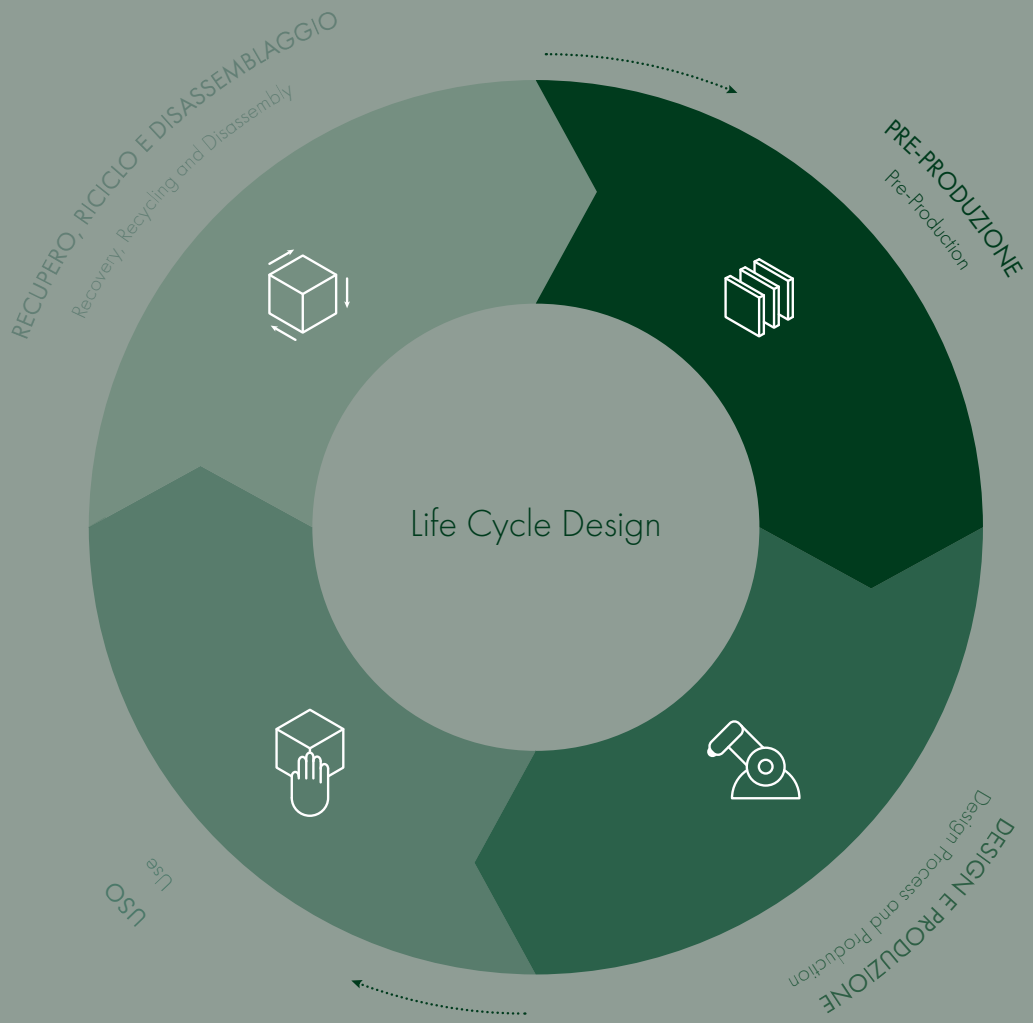 RECUPERO, RICICLO E DISASSEMBLAGGIO
Recovery, Recycling and Disassembly
PRE-PRODUZIONE
Pre-Production
Life Cycle Design
DESIGN E PRODUZIONE
Design Process and Production
USO
Use